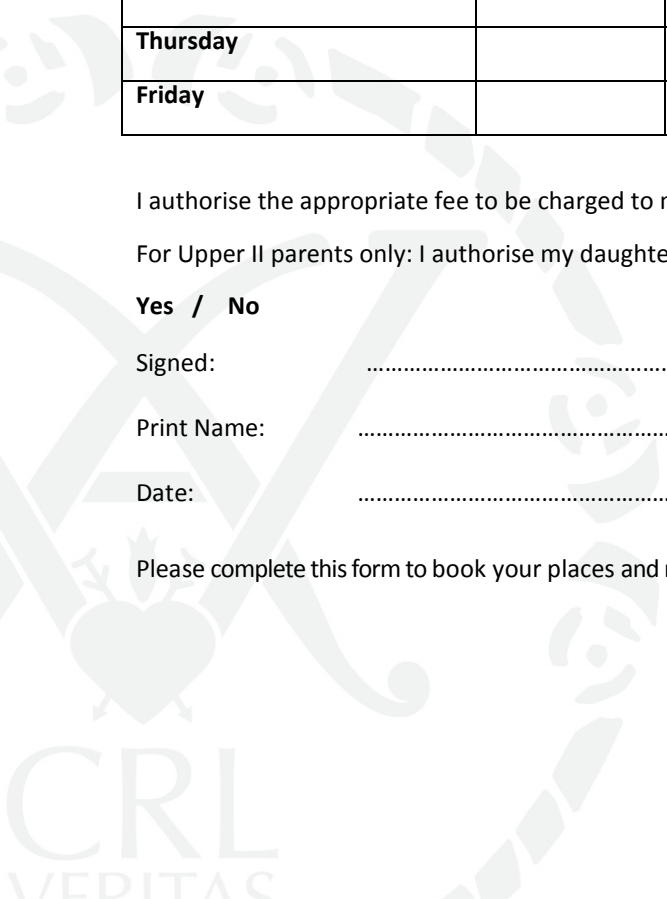 Thursday
Friday
I authorise the appropriate fee to be charged to
For Upper II parents only: I authorise my daughte
Yes / No
Signed: ……………………………………………
Print Name: ……………………………………………
Date: ……………………………………………
Please complete this form to book your places and
CRL
VERITAS